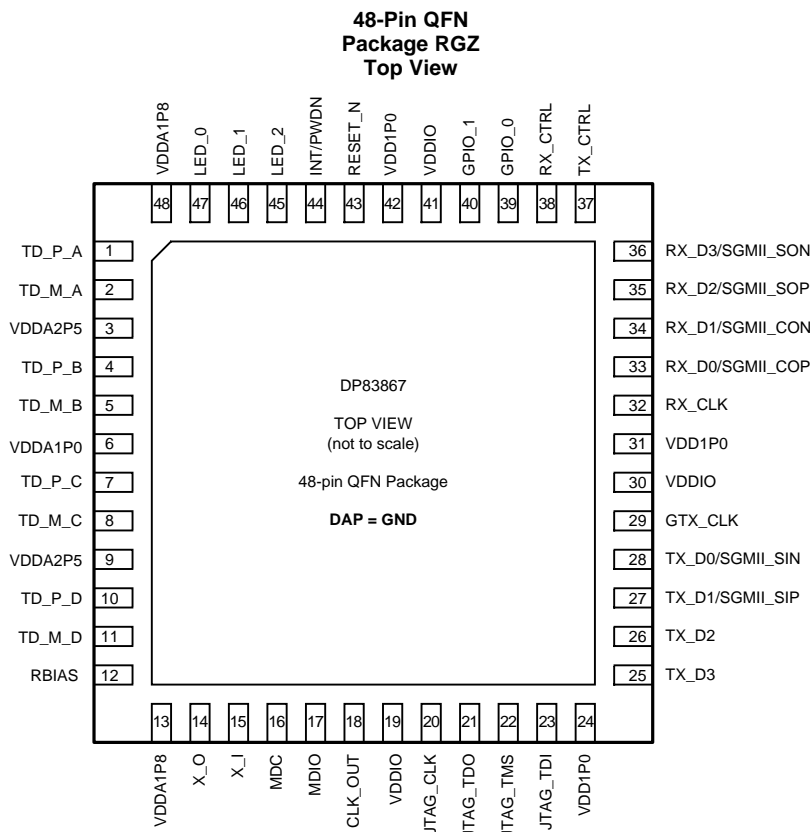 48-Pin QFN
Package RGZ
Top View
VDDA1P8
LED_0
LED_1
LED_2
INT/PWDN
RESET_N
VDD1P0
VDDIO
GPIO_1
GPIO_0
RX_CTRL
TX_CTRL
48 47 46 45 44 43 42 41 40 39 38 37
TD_P_A 1
TD_M_A 2
VDDA2P5 3
TD_P_B 4
TD_M_B 5
VDDA1P0 6
TD_P_C 7
TD_M_C 8
VDDA2P5 9
TD_P_D 10
TD_M_D 11
RBIAS 12
DP83867
TOP VIEW
(not to scale)
48-pin QFN Package
DAP = GND
36 RX_D3/SGMII_SON
35 RX_D2/SGMII_SOP
34 RX_D1/SGMII_CON
33 RX_D0/SGMII_COP
32 RX_CLK
31 VDD1P0
30 VDDIO
29 GTX_CLK
28 TX_D0/SGMII_SIN
27 TX_D1/SGMII_SIP
26 TX_D2
25 TX_D3
13 14 15 16 17 18 19 20 21 22 23 24
VDDA1P8
X_O
X_I
MDC
MDIO
CLK_OUT
VDDIO
JTAG_CLK
JTAG_TDO
JTAG_TMS
JTAG_TDI
VDD1P0